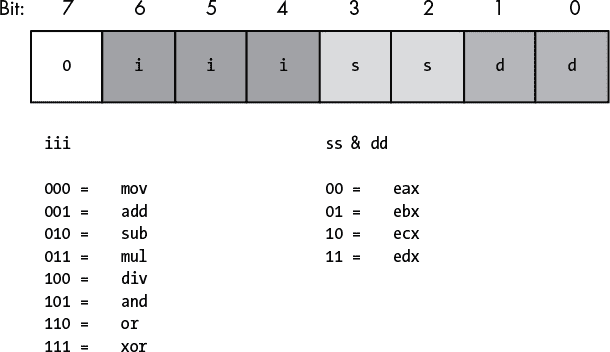 Bit: 7 6 5 4 3 2 1 0
0 i i i s s d d
iii ss & dd
000 = mov 00 = eax
001 = add 01 = ebx
010 = sub 10 = ecx
011 = mul 11 = edx
100 = div
101 = and
110 = or
111 = xor